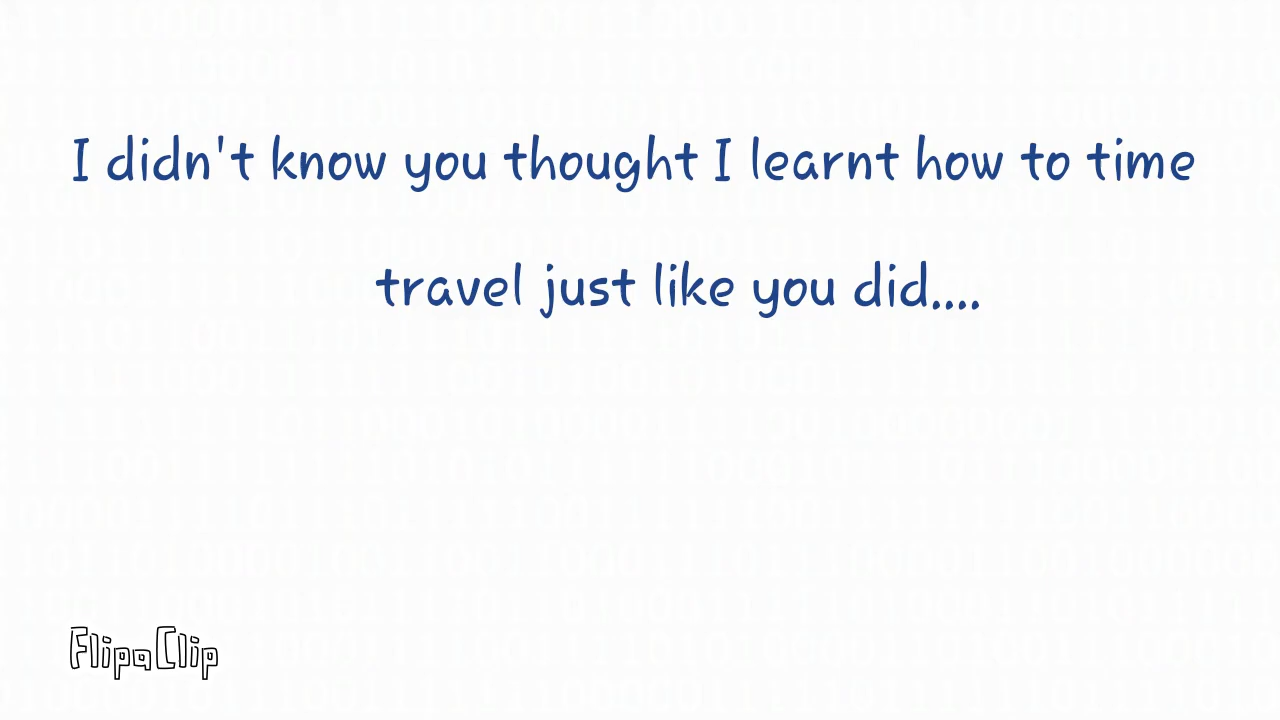 I didn't know you thought I learnt how to time
travel just like you did....
FlipaClip